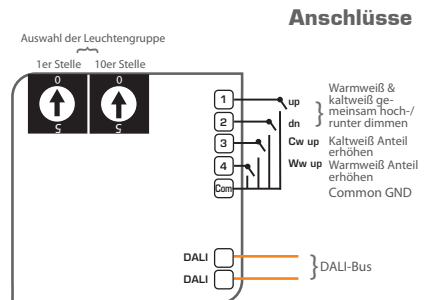 Anschlüsse
Auswahl der Leuchtengruppe
1er Stelle 10er Stelle
0 0
5 5
1 up
Warmweiß &
kaltweiß ge-
meinsam hoch-/
runter dimmen
2 dn
3 Cw up Kaltweiß Anteil
erhöhen
4 Ww up Warmweiß Anteil
erhöhen
Com Common GND
DALI
DALI
DALI-Bus